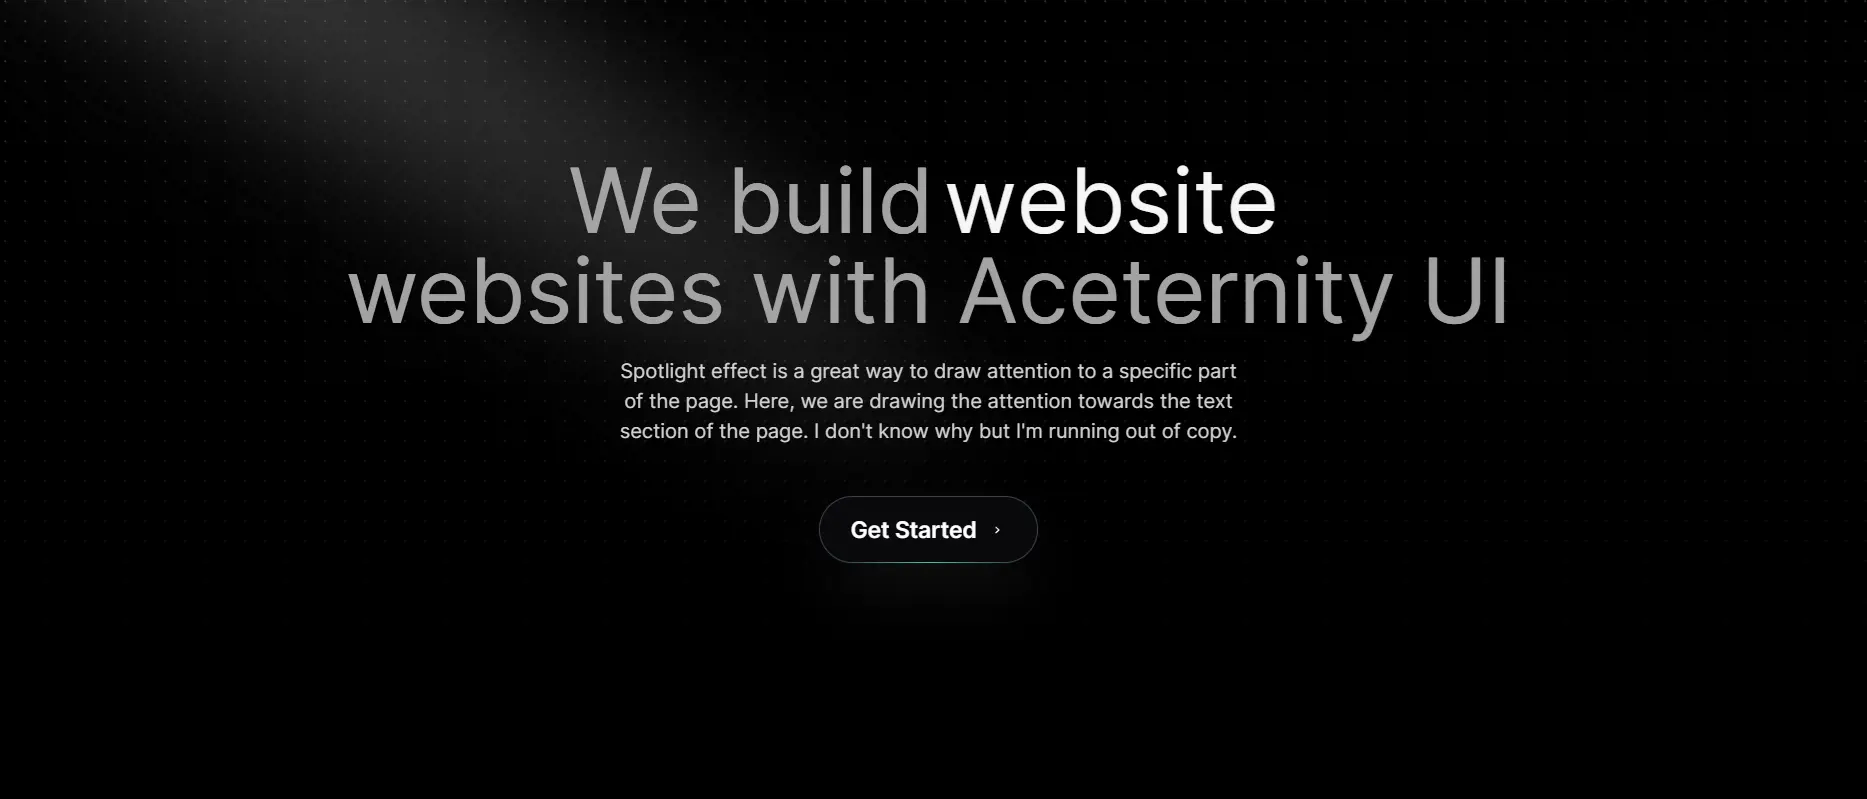 We build website
websites with Aceternity UI
Spotlight effect is a great way to draw attention to a specific part
of the page. Here, we are drawing the attention towards the text
section of the page. I don't know why but I'm running out of copy.
Get Started ›